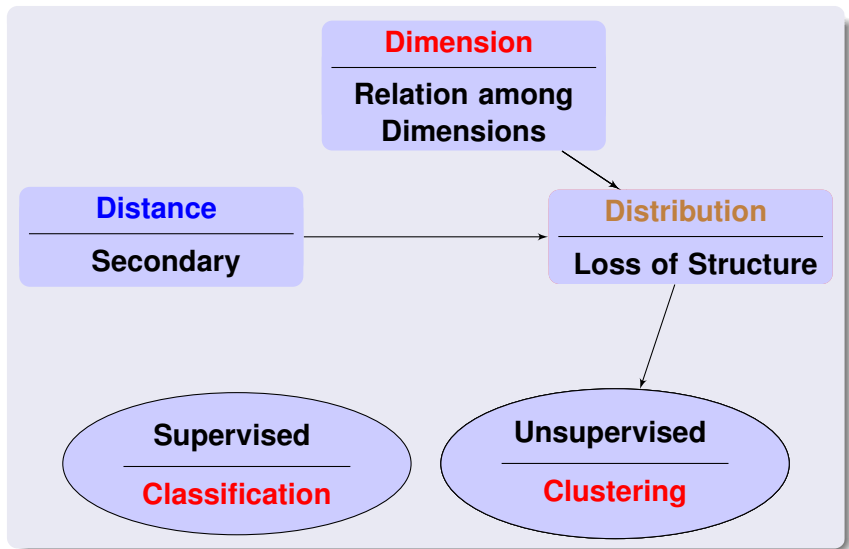 Dimension
Relation among
Dimensions
Distance
Secondary
Distribution
Loss of Structure
Supervised
Classification
Unsupervised
Clustering